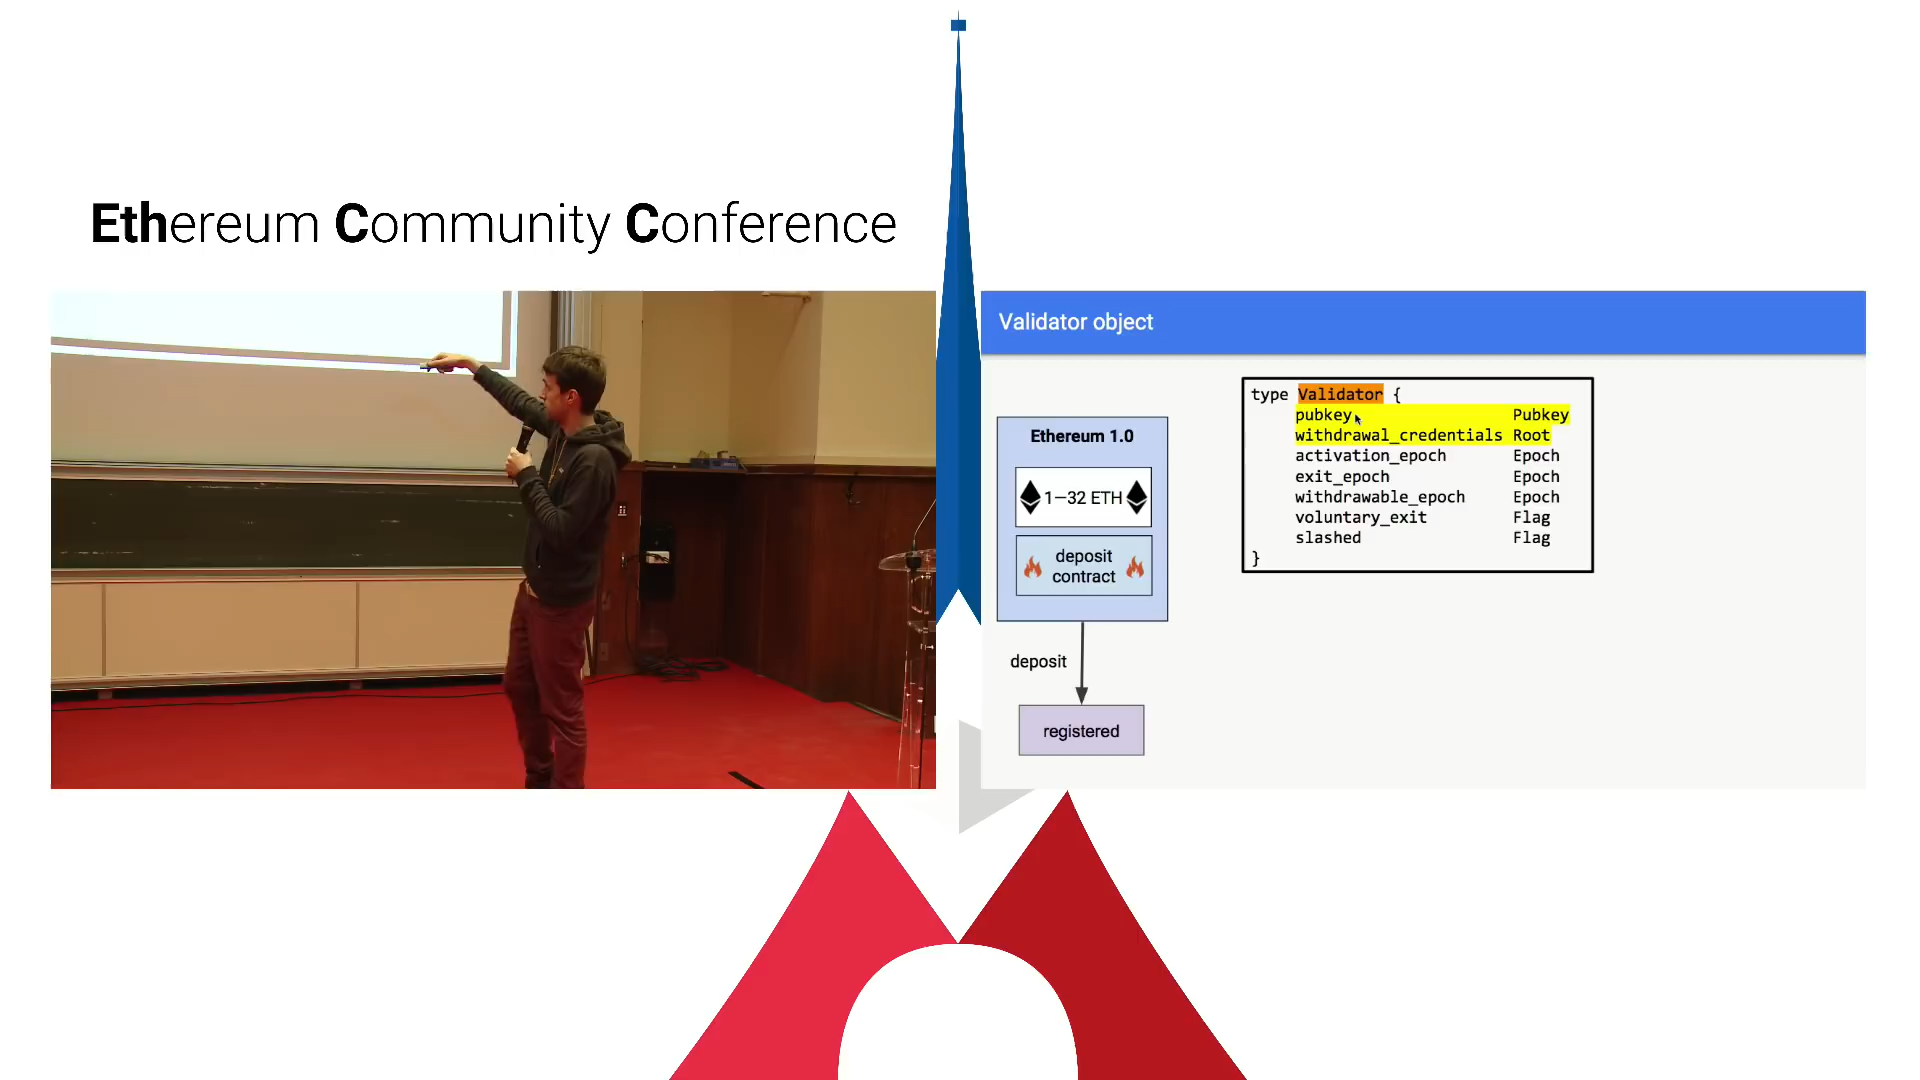 Ethereum Community Conference
Validator object
type Validator {
pubkey Pubkey
withdrawal_credentials Root
activation_epoch Epoch
exit_epoch Epoch
withdrawable_epoch Epoch
voluntary_exit Flag
slashed Flag
}
Ethereum 1.0
1—32 ETH
deposit
contract
deposit
registered